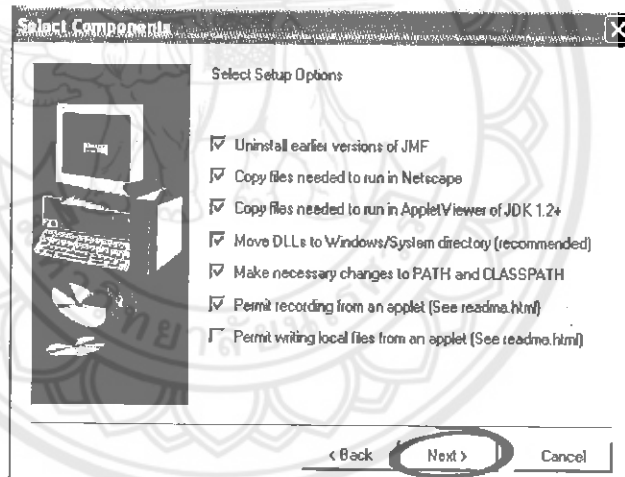 Select Components
Select Setup Options
Uninstall earlier versions of JMF
Copy files needed to run in Netscape
Copy files needed to run in AppletViewer of JDK 1.2+
Move DLLs to Windows/System directory (recommended)
Make necessary changes to PATH and CLASSPATH
Permit recording from an applet (See readme.html)
Permit writing local files from an applet (See readme.html)
< Back
Next >
Cancel